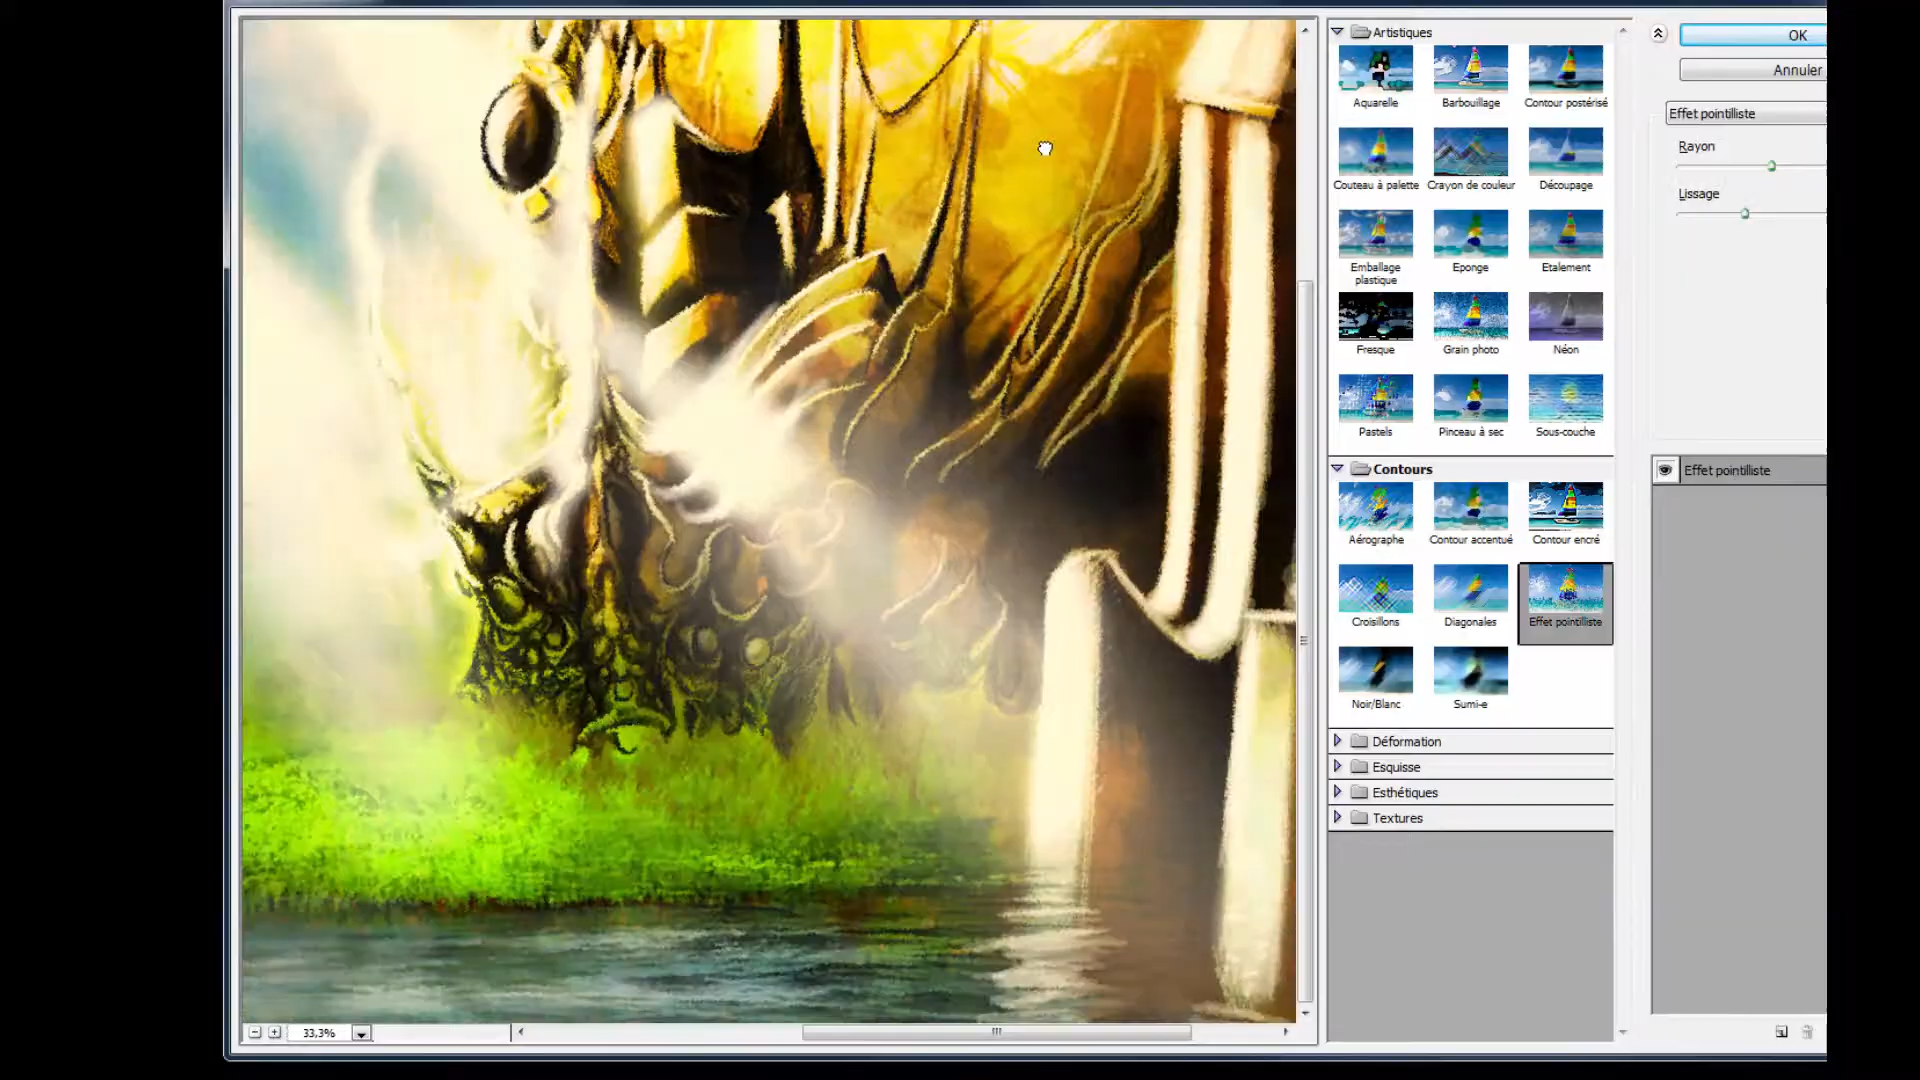 Artistiques
OK
Annuler
Aquarelle
Barbouillage
Contour postérisé
Effet pointilliste
Rayon
Couteau à palette
Crayon de couleur
Découpage
Lissage
Emballage
plastique
Eponge
Etalement
Fresque
Grain photo
Néon
Pastels
Pinceau à sec
Sous-couche
Contours
Effet pointilliste
Aérographe
Contour accentué
Contour encré
Croisillons
Diagonales
Effet pointilliste
Noir/Blanc
Sumi-e
Déformation
Esquisse
Esthétiques
Textures
33,3%